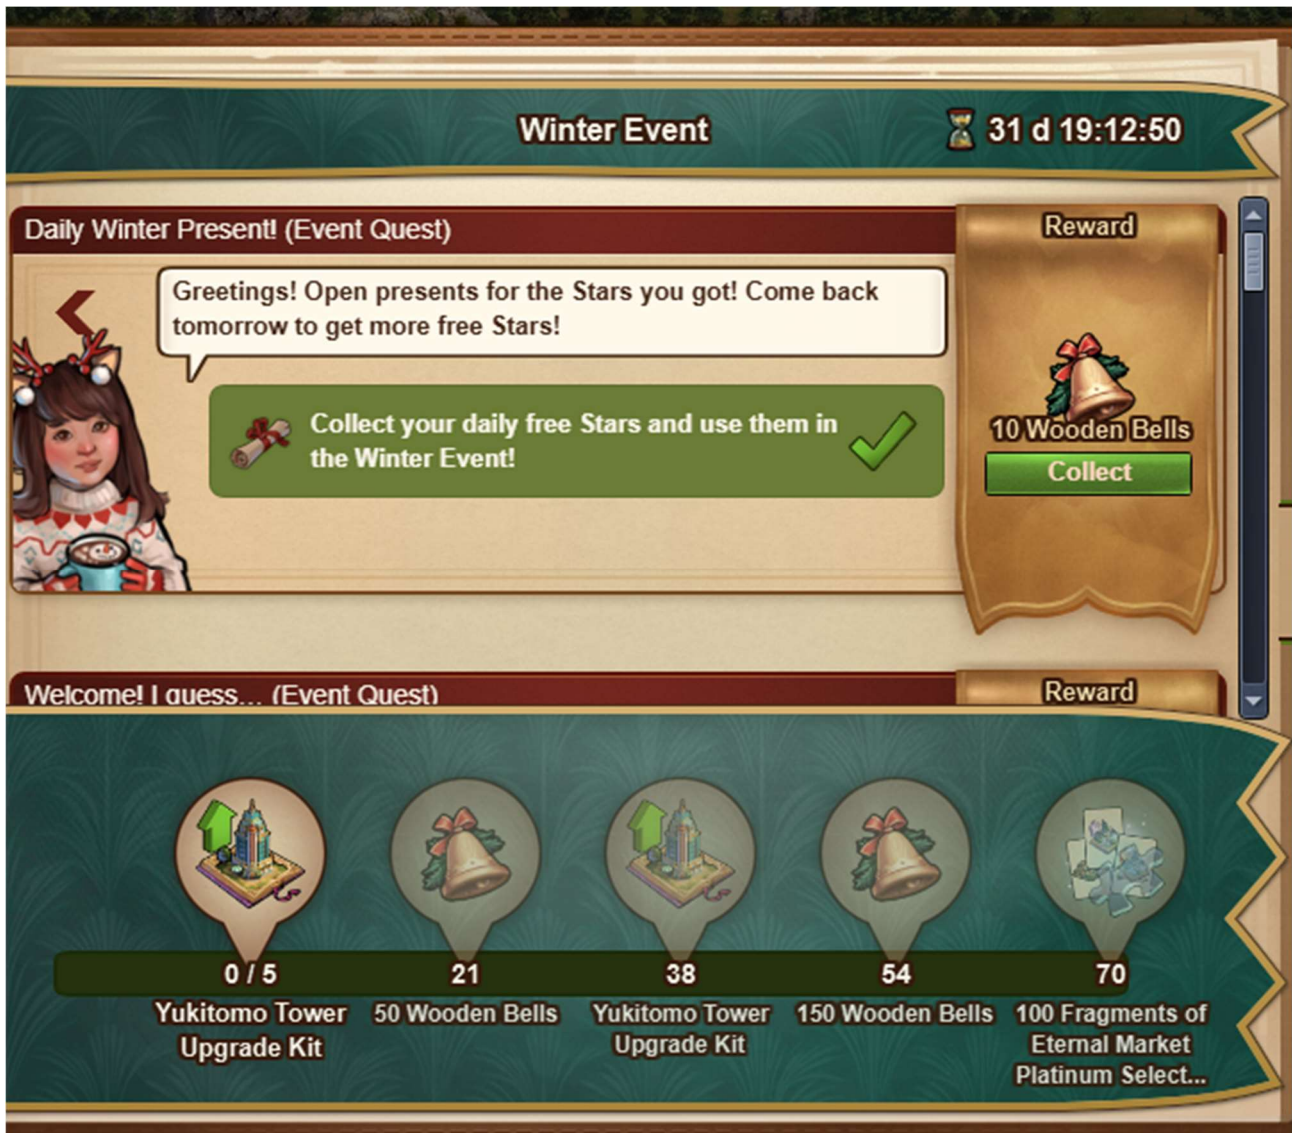 Winter Event
31 d 19:12:50
Daily Winter Present! (Event Quest)
Reward
Greetings! Open presents for the Stars you got! Come back
tomorrow to get more free Stars!
Collect your daily free Stars and use them in
the Winter Event!
10 Wooden Bells
Collect
Welcome! I guess... (Event Quest)
Reward
0 / 5
21
38
54
70
Yukitomo Tower
Upgrade Kit
50 Wooden Bells
Yukitomo Tower
Upgrade Kit
150 Wooden Bells
100 Fragments of
Eternal Market
Platinum Select...